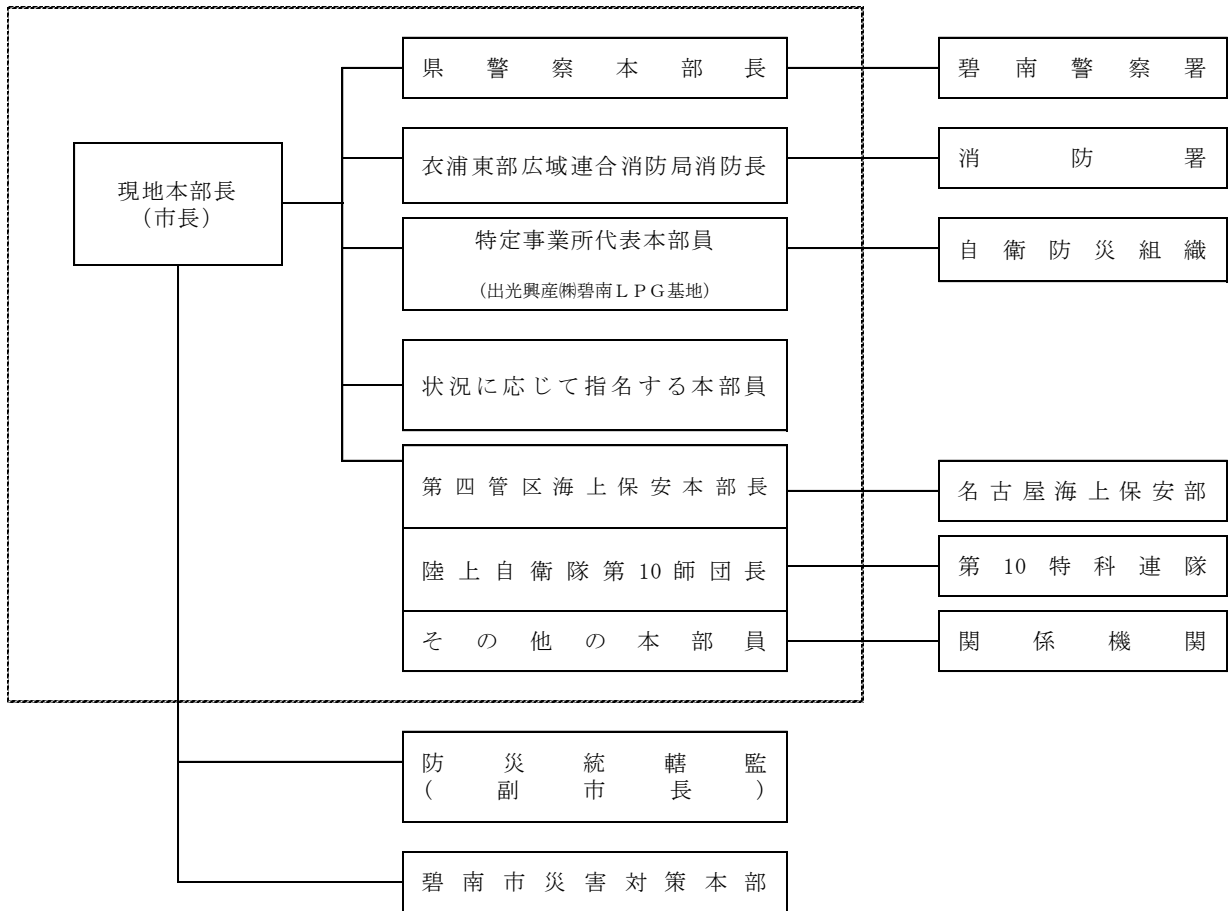 県警察本部長
碧南警察署
衣浦東部広域連合消防局消防長
消防署
現地本部長
（市長）
特定事業所代表本部員
（出光興産㈱碧南ＬＰＧ基地）
自衛防災組織
状況に応じて指名する本部員
第四管区海上保安本部長
名古屋海上保安部
陸上自衛隊第10師団長
第10特科連隊
その他の本部員
関係機関
防災統轄監
（副市長）
碧南市災害対策本部